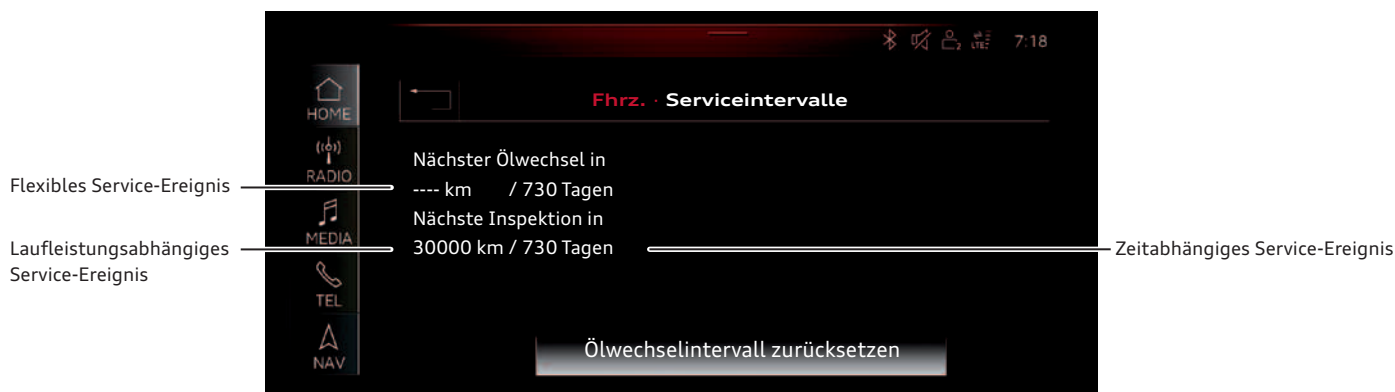 LTE
7:18
HOME
Fhrz. · Serviceintervalle
RADIO
Nächster Ölwechsel in
Flexibles Service-Ereignis
---- km / 730 Tagen
MEDIA
Nächste Inspektion in
Laufleistungsabhängiges
Service-Ereignis
30000 km / 730 Tagen
Zeitabhängiges Service-Ereignis
TEL
NAV
Ölwechselintervall zurücksetzen